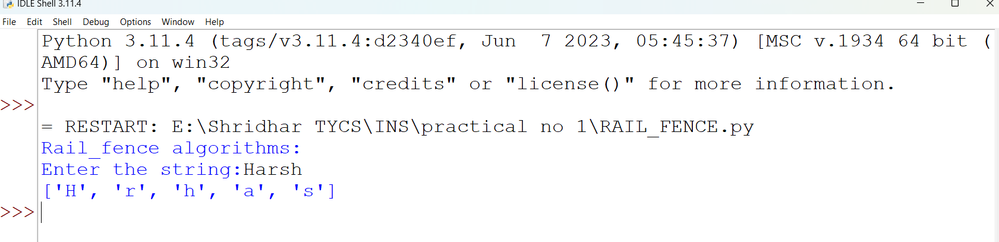 IDLE Shell 3.11.4
File Edit Shell Debug Options Window Help
Python 3.11.4 (tags/v3.11.4:d2340ef, Jun  7 2023, 05:45:37) [MSC v.1934 64 bit (
AMD64)] on win32
Type "help", "copyright", "credits" or "license()" for more information.
>>>
= RESTART: E:\Shridhar TYCS\INS\practical no 1\RAIL_FENCE.py
Rail_fence algorithms:
Enter the string:Harsh
['H', 'r', 'h', 'a', 's']
>>>